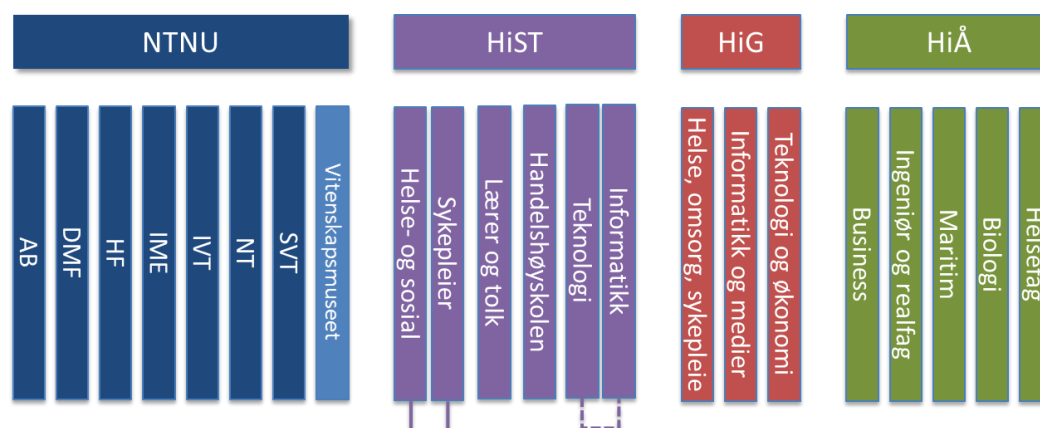 NTNU
HiST
HiG
HiÅ
AB
DMF
HF
IME
IVT
NT
SVT
Vitenskapsmuseet
Helse- og sosial
Sykepleier
Lærer og tolk
Handelshøyskolen
Teknologi
Informatikk
Helse, omsorg, sykepleie
Informatikk og medier
Teknologi og økonomi
Business
Ingeniør og realfag
Maritim
Biologi
Helsefag